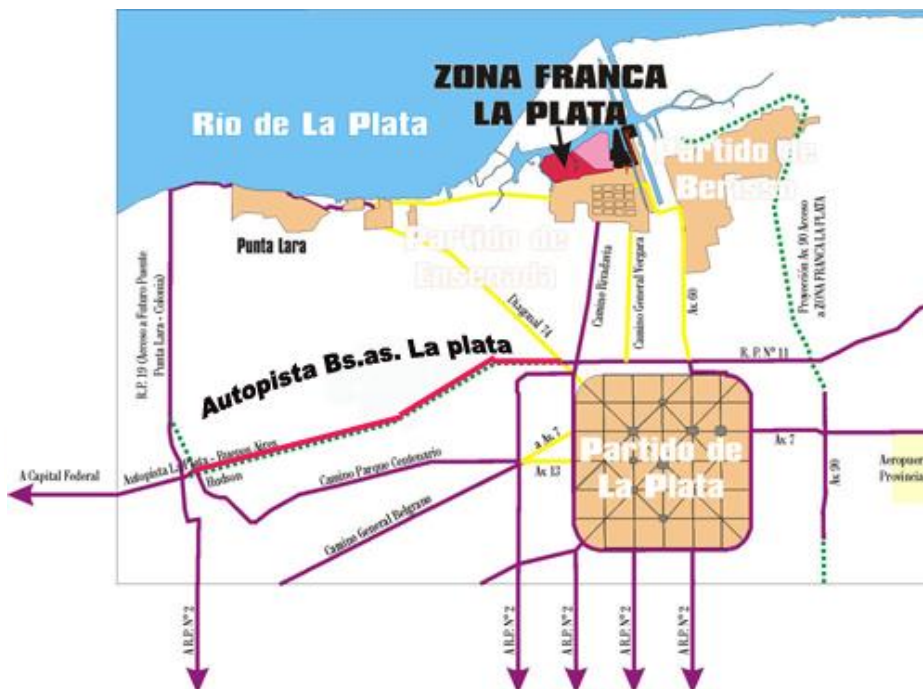 ZONA FRANCA
LA PLATA
Río de La Plata
Partido de
Berisso
Punta Lara
Partido de
Ensenada
R.P. 19 (Acceso a Futuro Puente
Punta Lara - Colonia)
Diagonal 74
Camino Rivadavia
Camino General Vergara
Av. 60
Proyección Av. 90 Acceso
a ZONA FRANCA LA PLATA
Autopista Bs.as. La plata
R. P. Nº 11
A Capital Federal
Autopista La Plata - Buenos Aires
Hudson
Camino Parque Centenario
Camino General Belgrano
a Av. 7
Av. 13
Partido de
La Plata
Av. 7
Av. 90
Aeropuer
Provincia
A R.P. Nº 2
A R.P. Nº 2
A R.P. Nº 2
A R.P. Nº 2
A R.P. Nº 2